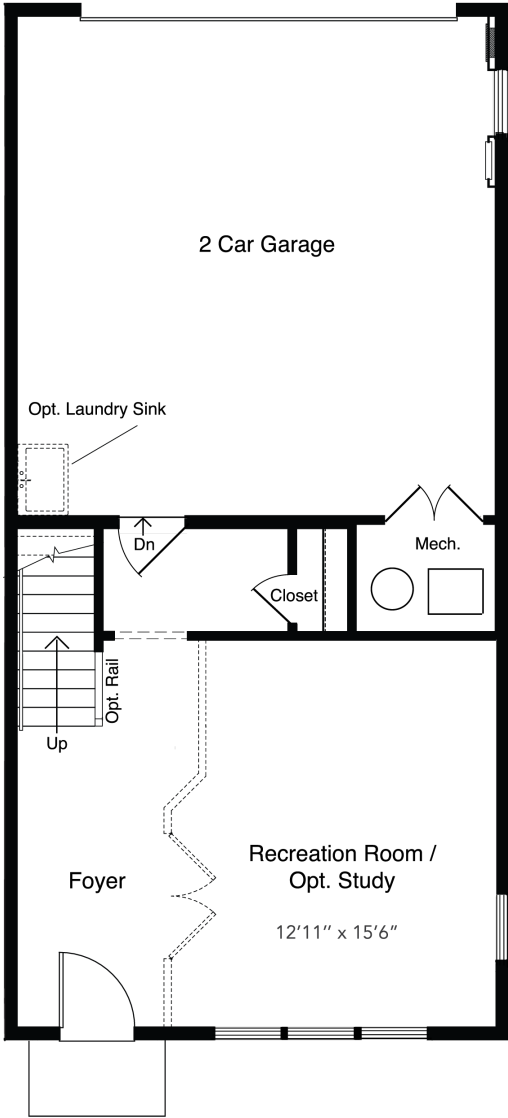 2 Car Garage
Opt. Laundry Sink
Dn
Mech.
Closet
Opt. Rail
Up
Recreation Room /
Opt. Study
Foyer
12'11'' x 15'6”